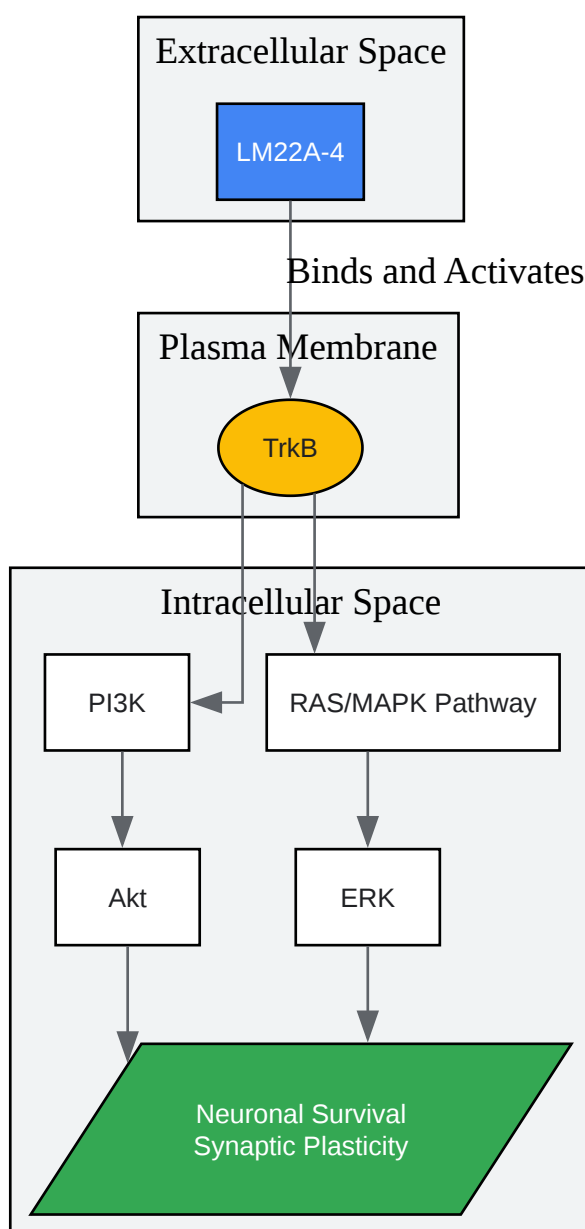 Extracellular Space
LM22A-4
Binds and Activates
Plasma Membrane
TrkB
Intracellular Space
PI3K
RAS/MAPK Pathway
Akt
ERK
Neuronal Survival
Synaptic Plasticity